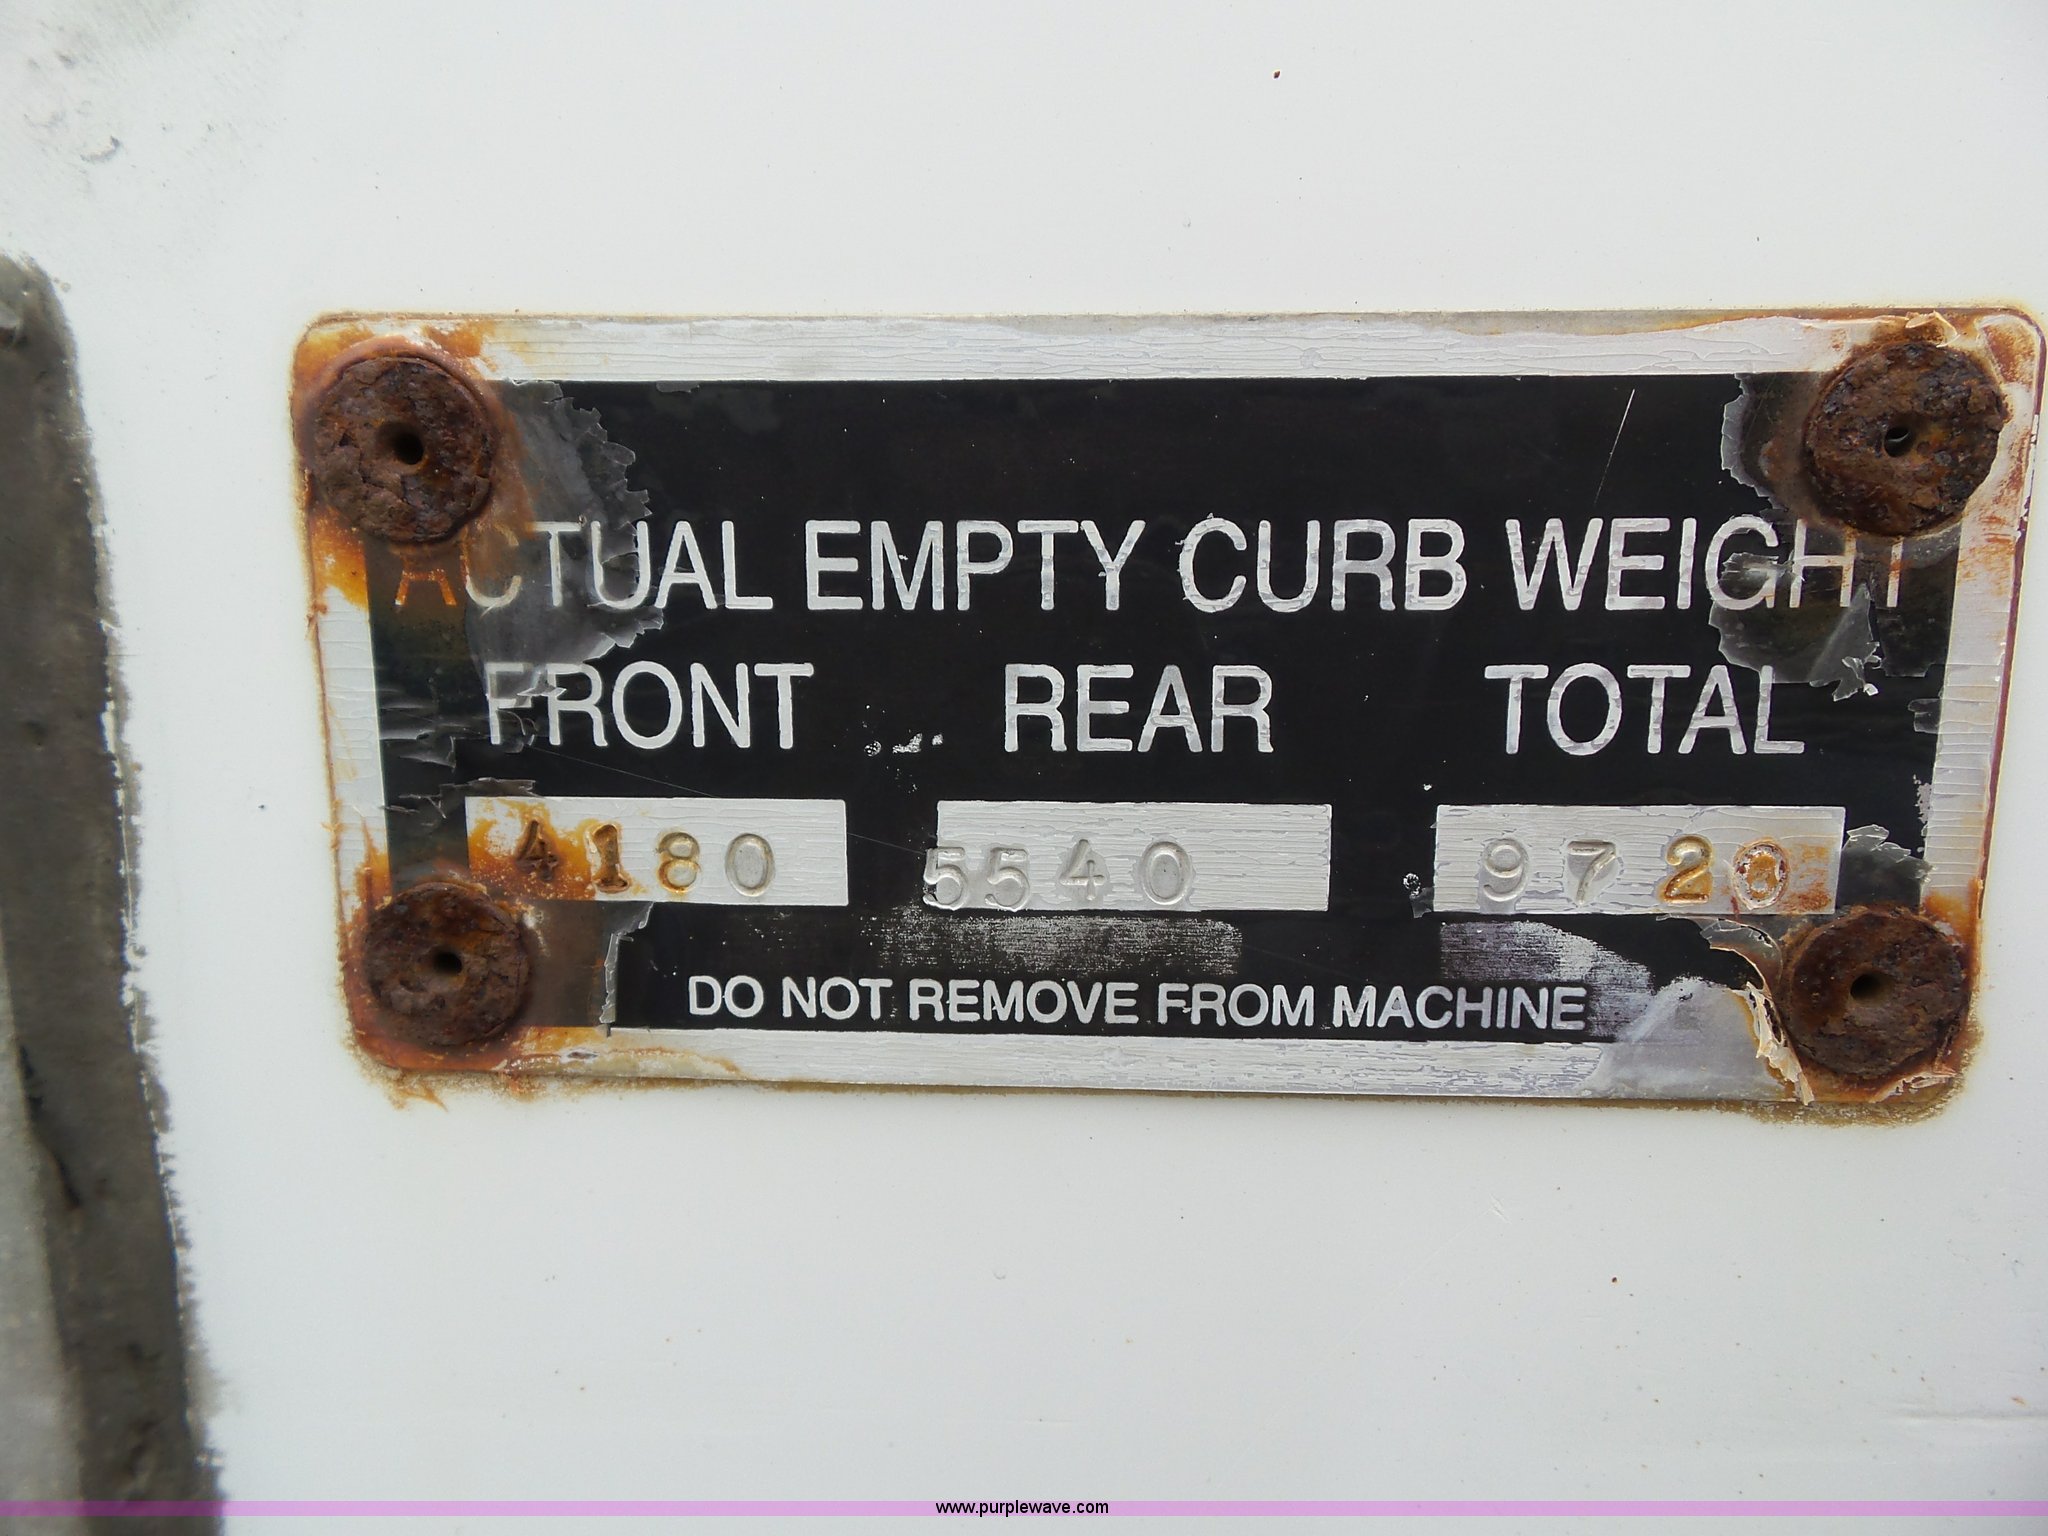 ACTUAL EMPTY CURB WEIGHT
FRONT REAR TOTAL
4180 5540 9720
DO NOT REMOVE FROM MACHINE
www.purplewave.com